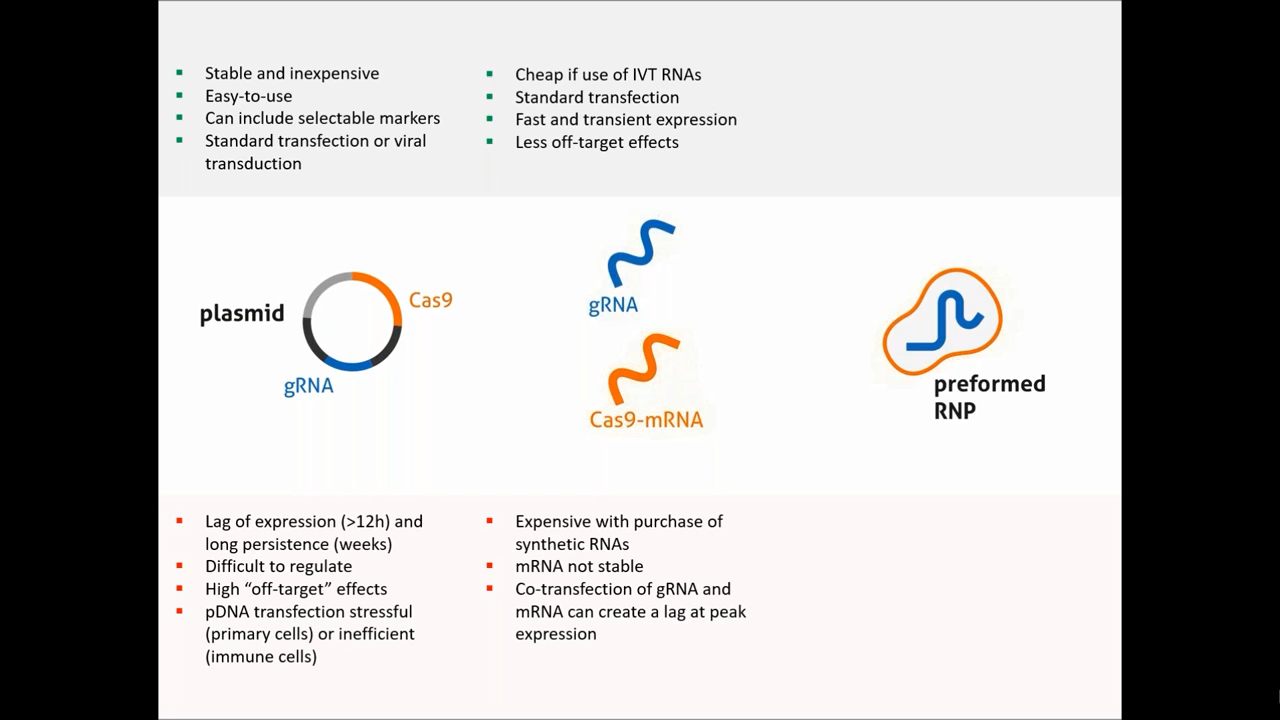 Stable and inexpensive
Easy-to-use
Can include selectable markers
Standard transfection or viral
transduction
Cheap if use of IVT RNAs
Standard transfection
Fast and transient expression
Less off-target effects
plasmid
Cas9
gRNA
gRNA
Cas9-mRNA
preformed
RNP
Lag of expression (>12h) and
long persistence (weeks)
Difficult to regulate
High “off-target” effects
pDNA transfection stressful
(primary cells) or inefficient
(immune cells)
Expensive with purchase of
synthetic RNAs
mRNA not stable
Co-transfection of gRNA and
mRNA can create a lag at peak
expression